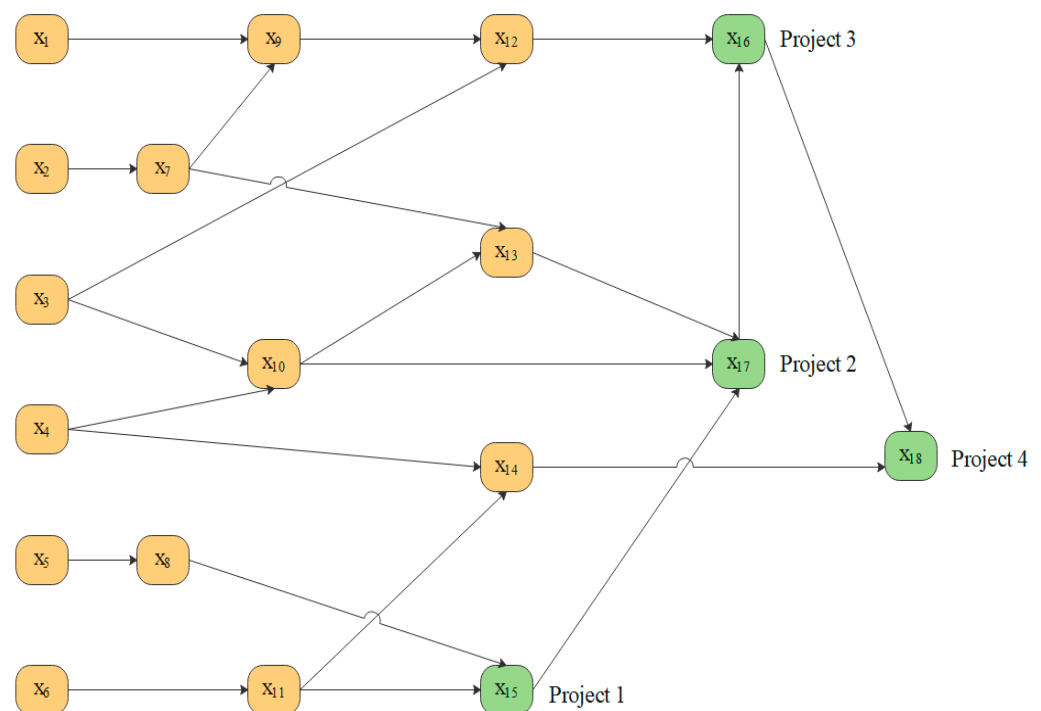 X₁ X₉ X₁₂ X₁₆ Project 3
X₂ X₇
X₁₃
X₃
X₁₀ X₁₇ Project 2
X₄
X₁₄ X₁₈ Project 4
X₅ X₈
X₆ X₁₁ X₁₅ Project 1